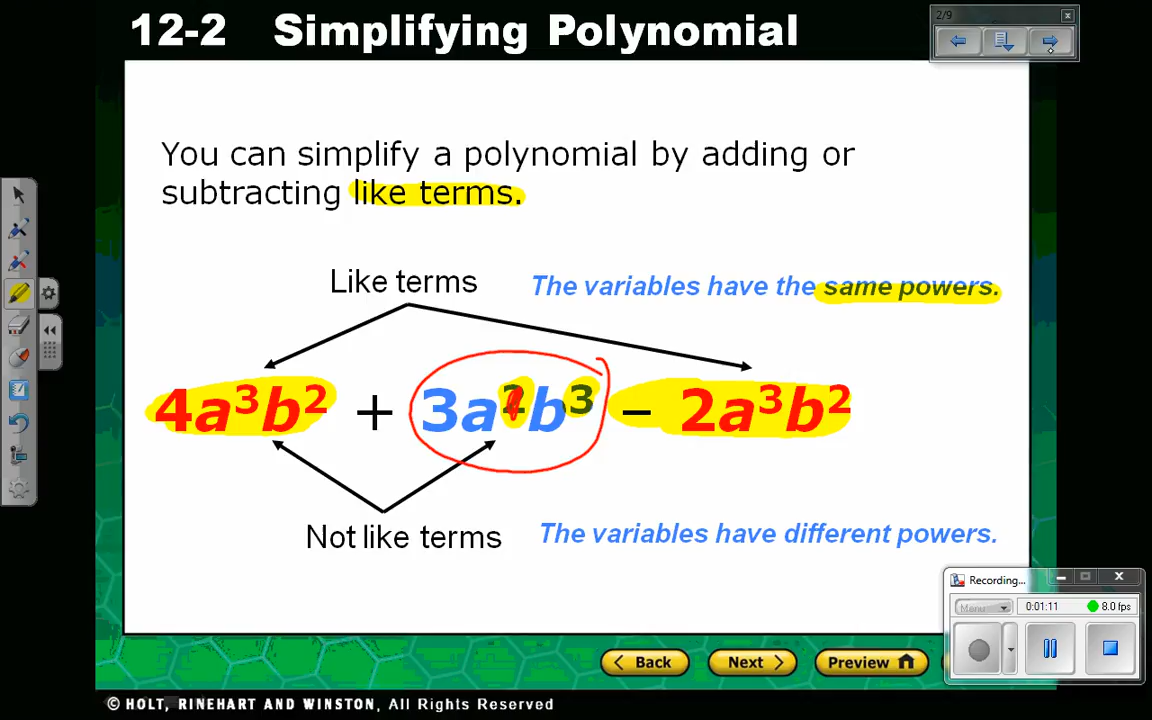 12-2 Simplifying Polynomial
2/9
You can simplify a polynomial by adding or
subtracting like terms.
Like terms
The variables have the same powers.
4a³b² + 3a²b³ – 2a³b²
Not like terms
The variables have different powers.
Recording...
Menu
0:01:11
8.0 fps
Back
Next
Preview
© HOLT, RINEHART AND WINSTON, All Rights Reserved